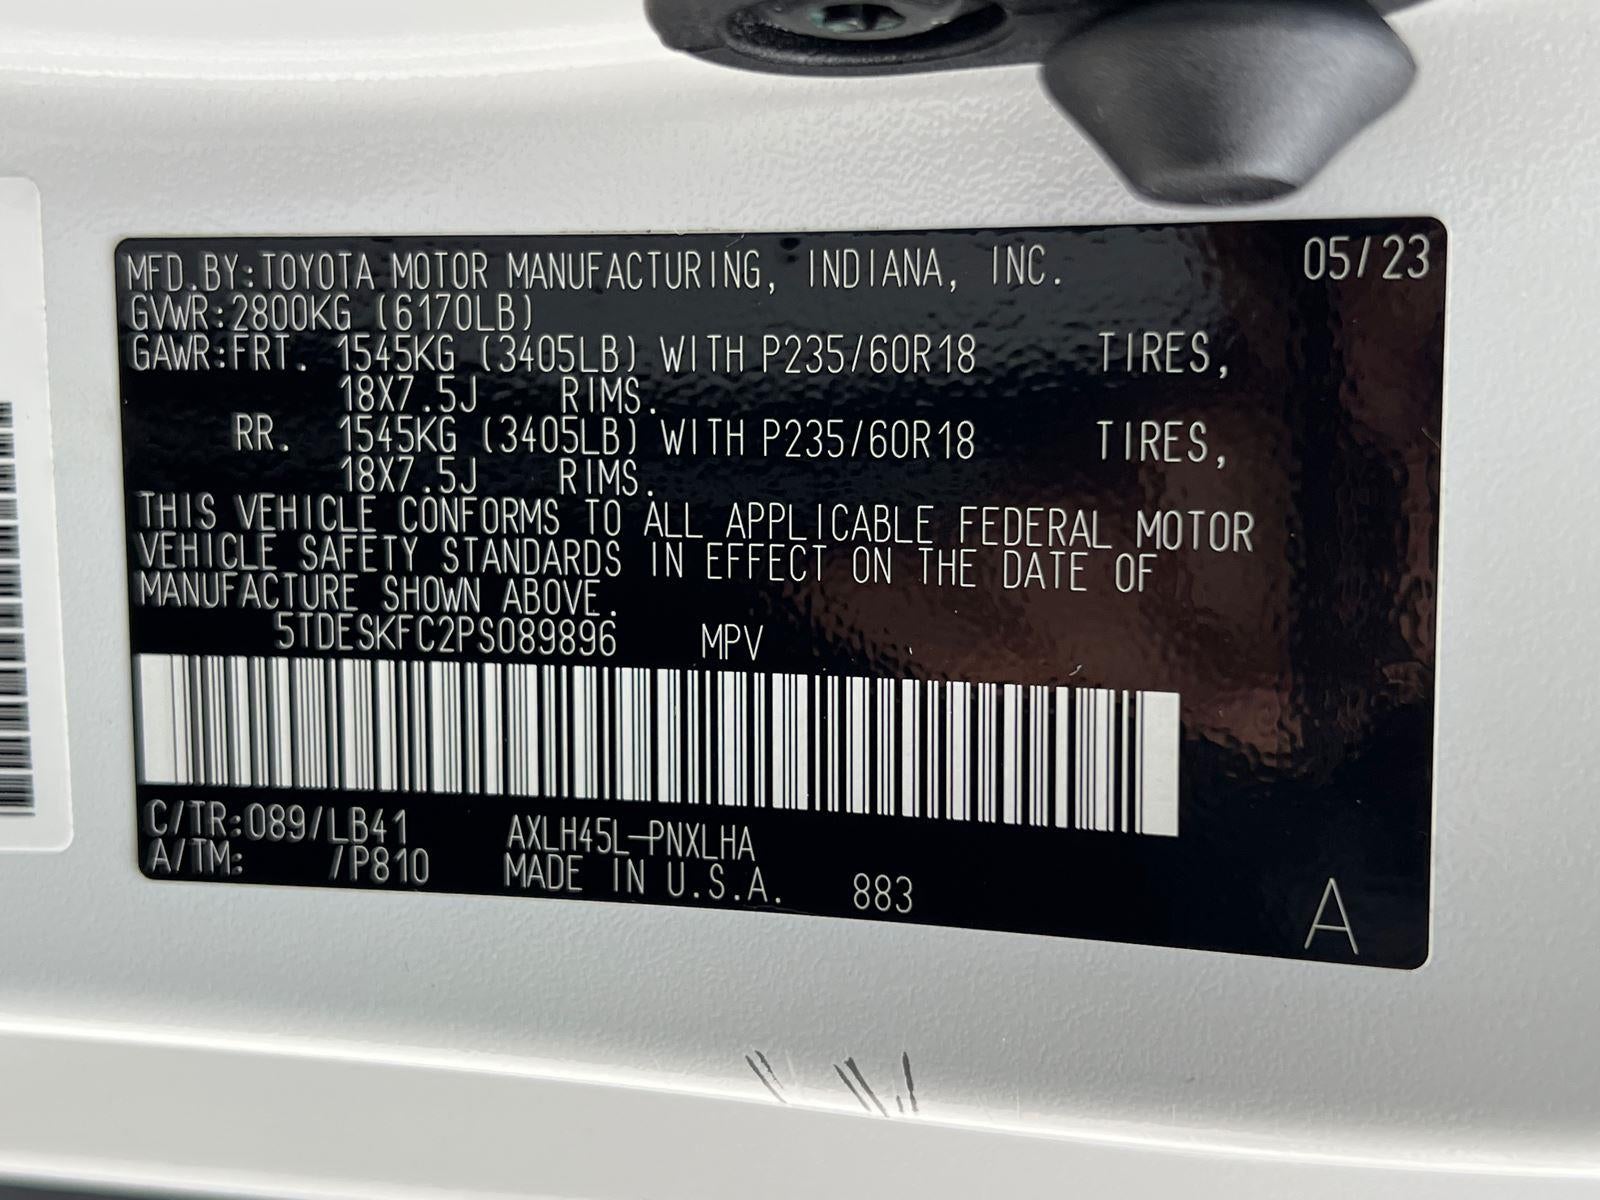 MFD.BY:TOYOTA MOTOR MANUFACTURING, INDIANA, INC. 05/23
GVWR:2800KG (6170LB)
GAWR:FRT. 1545KG (3405LB) WITH P235/60R18 TIRES,
18X7.5J RIMS.
RR. 1545KG (3405LB) WITH P235/60R18 TIRES,
18X7.5J RIMS.
THIS VEHICLE CONFORMS TO ALL APPLICABLE FEDERAL MOTOR
VEHICLE SAFETY STANDARDS IN EFFECT ON THE DATE OF
MANUFACTURE SHOWN ABOVE.
5TDESKFC2PS089896 MPV
C/TR:089/LB41 AXLH45L-PNXLHA
A/TM: /P810 MADE IN U.S.A. 883 A